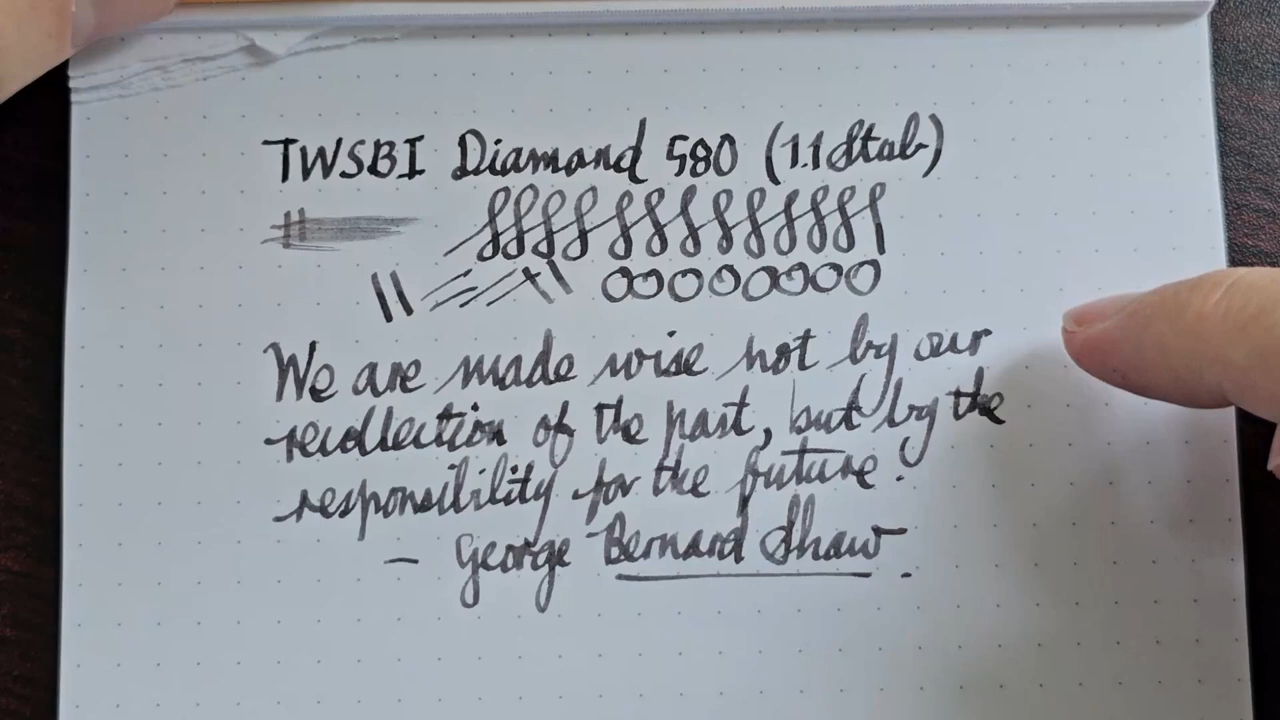 TWSBI Diamond 580 (1.1 Stub)
We are made wise not by our
recollection of the past, but by the
responsibility for the future.
- George Bernard Shaw.